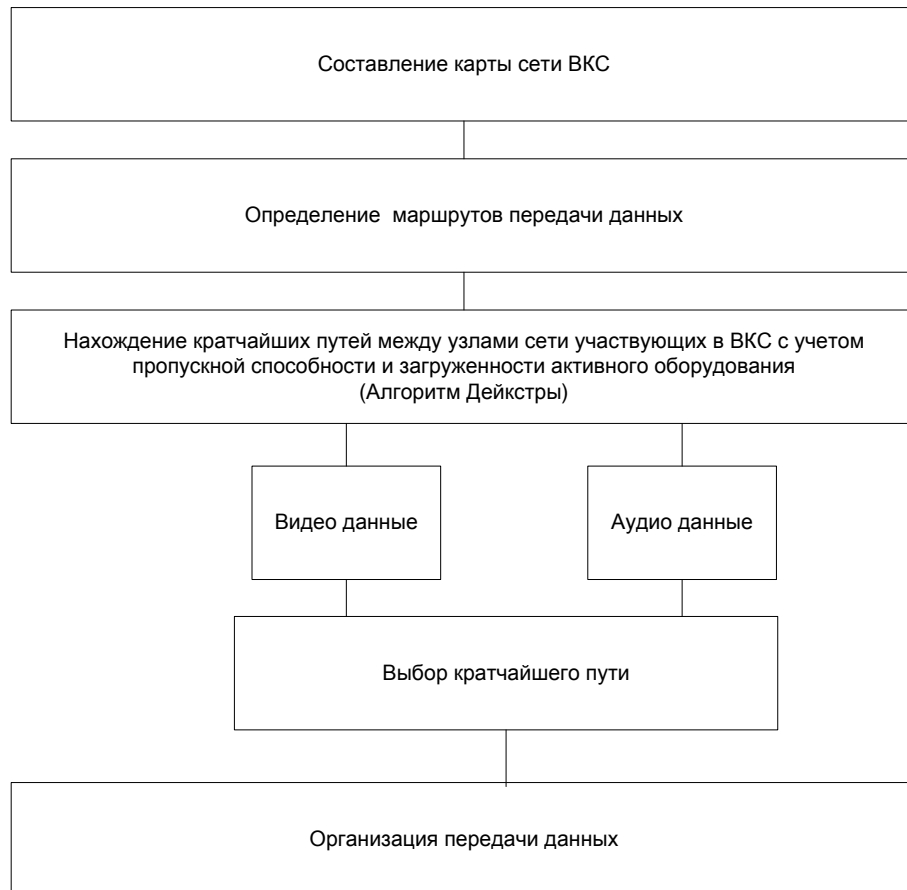 Составление карты сети ВКС
Определение  маршрутов передачи данных
Нахождение кратчайших путей между узлами сети участвующих в ВКС с учетом
пропускной способности и загруженности активного оборудования
(Алгоритм Дейкстры)
Видео данные
Аудио данные
Выбор кратчайшего пути
Организация передачи данных